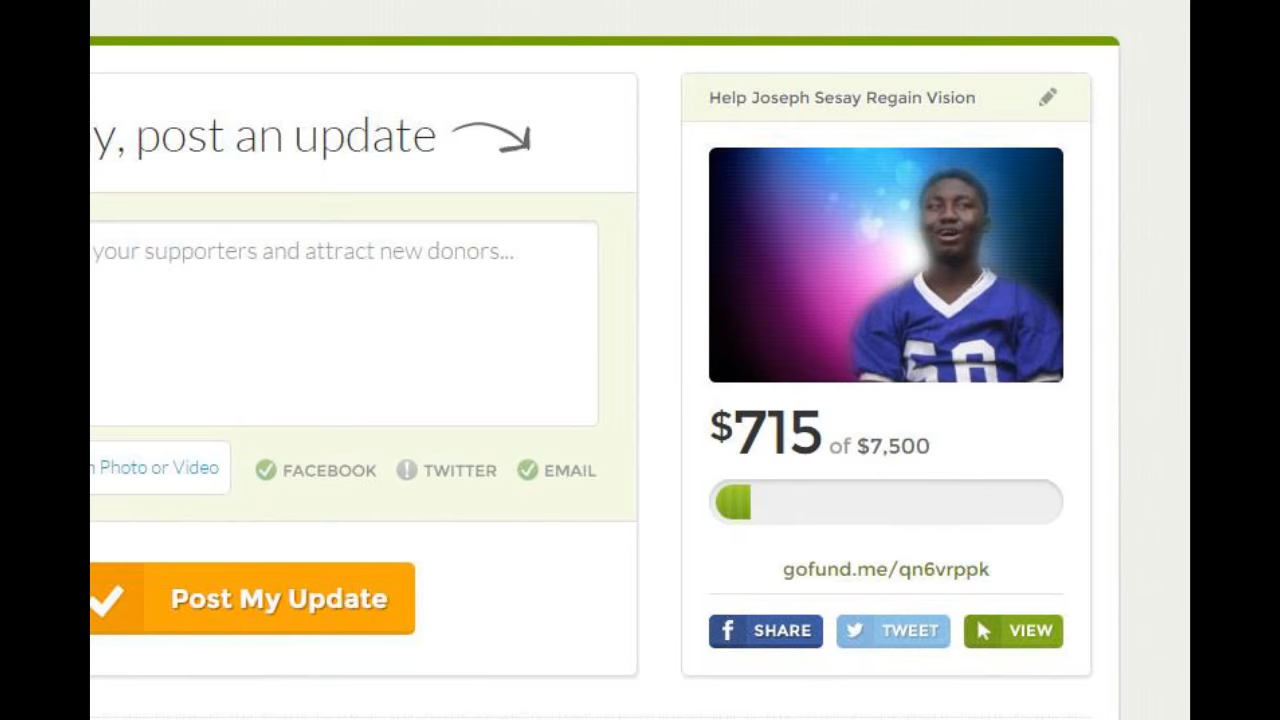 y, post an update
your supporters and attract new donors...
Photo or Video
FACEBOOK
TWITTER
EMAIL
Post My Update
Help Joseph Sesay Regain Vision
50
$715 of $7,500
gofund.me/qn6vrppk
f SHARE
TWEET
VIEW